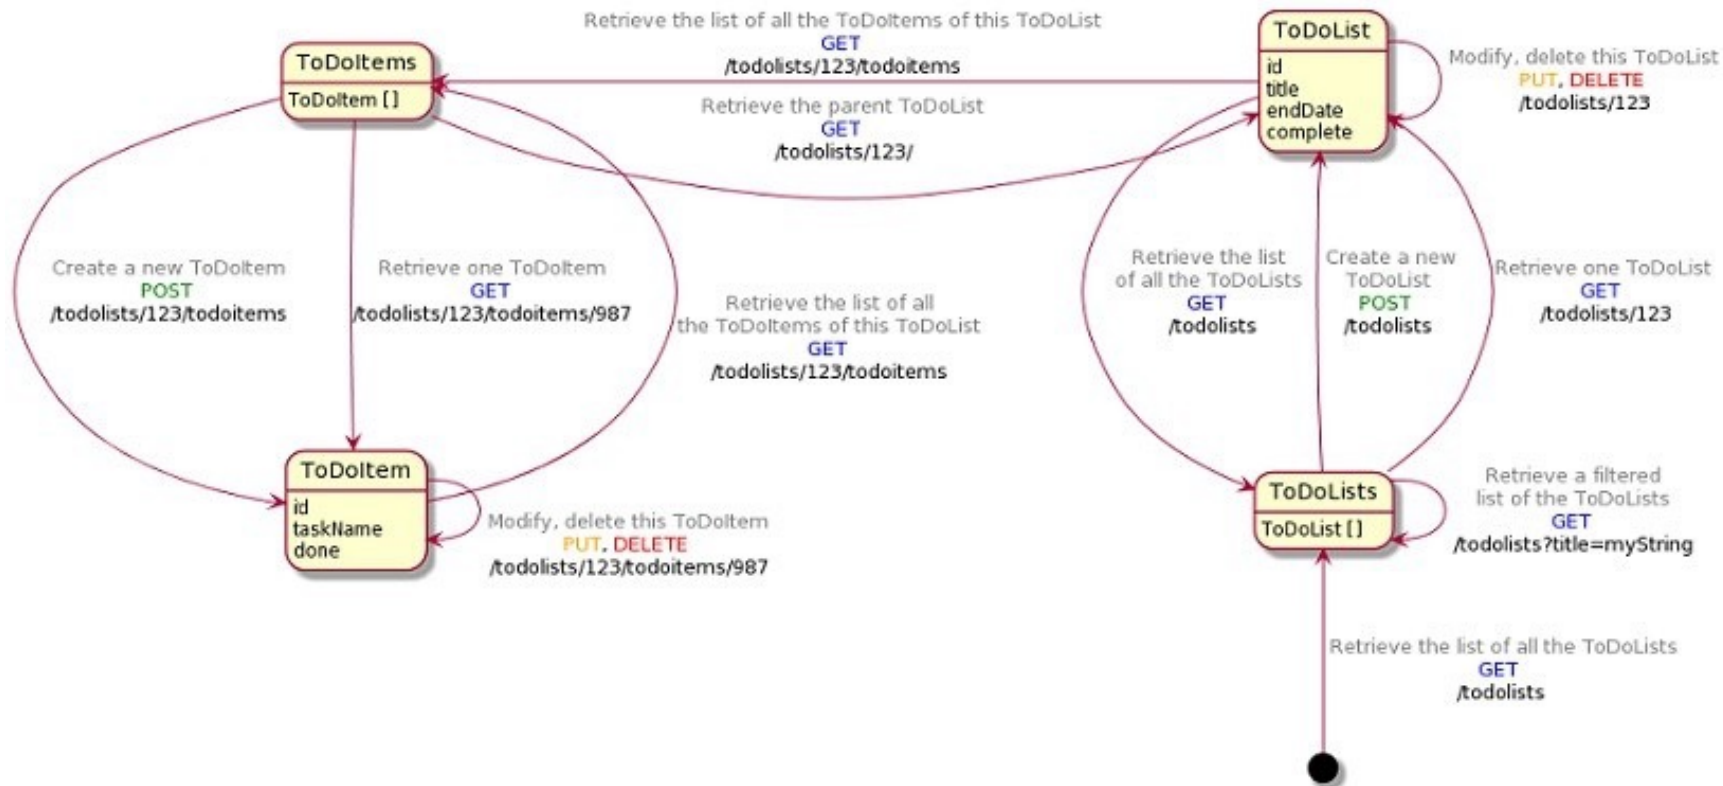 Retrieve the list of all the ToDoItems of this ToDoList
GET
/todolists/123/todoitems
ToDoItems
ToDoItem [ ]
ToDoList
id
title
endDate
complete
Modify, delete this ToDoList
PUT, DELETE
/todolists/123
Retrieve the parent ToDoList
GET
/todolists/123/
Create a new ToDoItem
POST
/todolists/123/todoitems
Retrieve one ToDoItem
GET
/todolists/123/todoitems/987
Retrieve the list of all
the ToDoItems of this ToDoList
GET
/todolists/123/todoitems
Retrieve the list
of all the ToDoLists
GET
/todolists
Create a new
ToDoList
POST
/todolists
Retrieve one ToDoList
GET
/todolists/123
ToDoItem
id
taskName
done
Modify, delete this ToDoItem
PUT, DELETE
/todolists/123/todoitems/987
ToDoLists
ToDoList [ ]
Retrieve a filtered
list of the ToDoLists
GET
/todolists?title=myString
Retrieve the list of all the ToDoLists
GET
/todolists